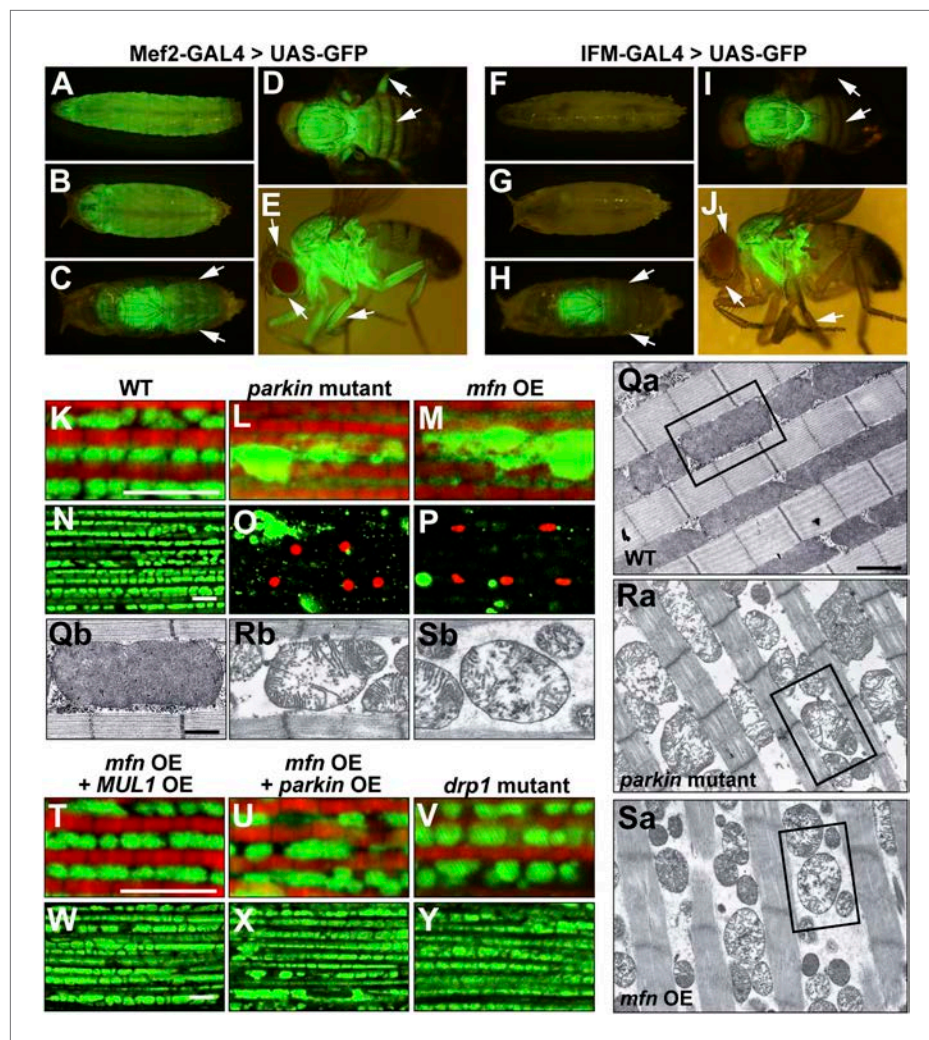 Mef2-GAL4 > UAS-GFP
IFM-GAL4 > UAS-GFP
A
D
F
I
B
E
G
J
C
H
WT
parkin mutant
mfn OE
K
L
M
N
O
P
Qb
Rb
Sb
mfn OE
+ MUL1 OE
mfn OE
+ parkin OE
drp1 mutant
T
U
V
W
X
Y
Qa
WT
Ra
parkin mutant
Sa
mfn OE